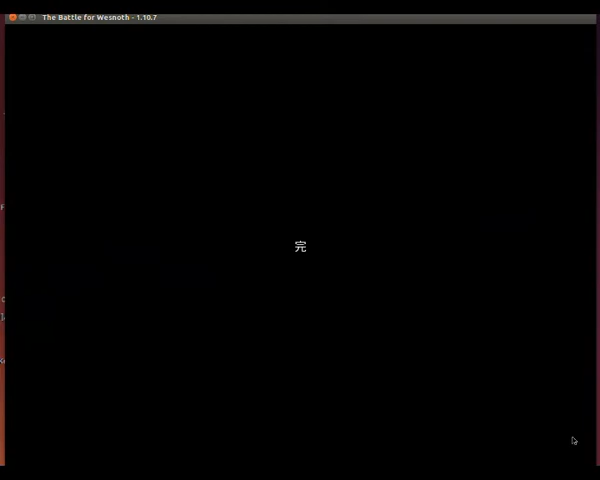 The Battle for Wesnoth - 1.10.7
完